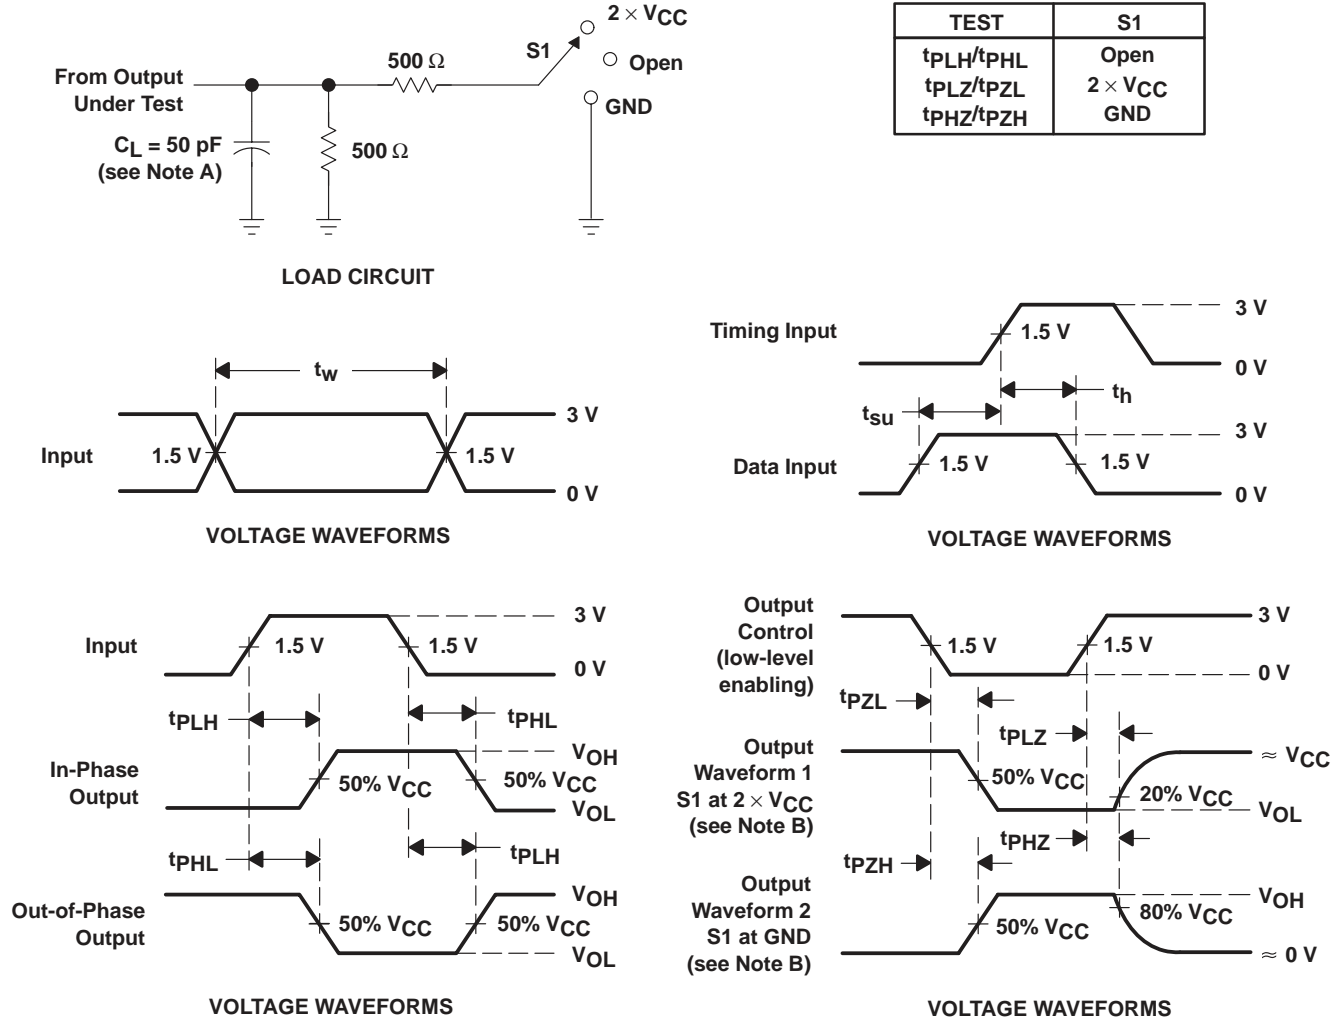 2 × VCC
S1
Open
GND
500 Ω
From Output
Under Test
CL = 50 pF
(see Note A)
500 Ω
LOAD CIRCUIT
TEST S1
tPLH/tPHL Open
tPLZ/tPZL 2 × VCC
tPHZ/tPZH GND
tw
3 V
Input
1.5 V
1.5 V
0 V
VOLTAGE WAVEFORMS
3 V
Timing Input
1.5 V
0 V
th
tsu
3 V
Data Input
1.5 V
1.5 V
0 V
VOLTAGE WAVEFORMS
3 V
Input
1.5 V
1.5 V
0 V
tPLH
tPHL
VOH
In-Phase
Output
50% VCC
50% VCC
VOL
tPHL
tPLH
VOH
Out-of-Phase
Output
50% VCC
50% VCC
VOL
VOLTAGE WAVEFORMS
Output
Control
(low-level
enabling)
3 V
1.5 V
1.5 V
0 V
tPZL
tPLZ
Output
Waveform 1
S1 at 2 × VCC
(see Note B)
≈ VCC
50% VCC
20% VCC
VOL
tPHZ
tPZH
Output
Waveform 2
S1 at GND
(see Note B)
VOH
50% VCC
80% VCC
≈ 0 V
VOLTAGE WAVEFORMS